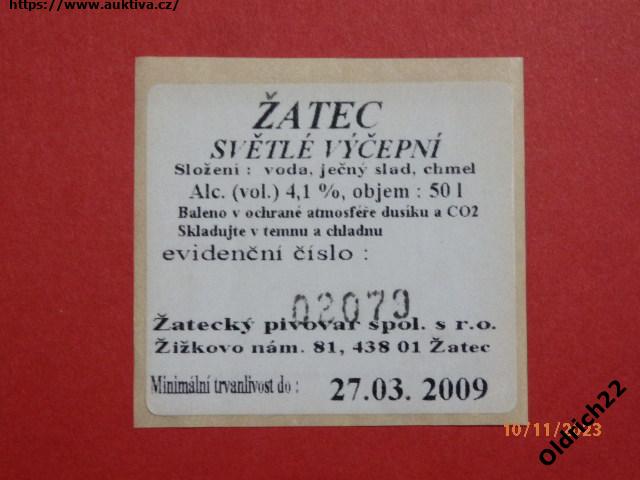 https://www.auktiva.cz/
ŽATEC
SVĚTLÉ VÝČEPNÍ
Složení : voda, ječný slad, chmel
Alc. (vol.) 4,1 %, objem : 50 l
Baleno v ochrané atmosféře dusíku a CO2
Skladujte v temnu a chladnu
evidenční číslo :
02079
Žatecký pivovar spol. s r.o.
Žižkovo nám. 81, 438 01 Žatec
Minimální trvanlivost do : 27.03. 2009
10/11/2023
Oldrich22